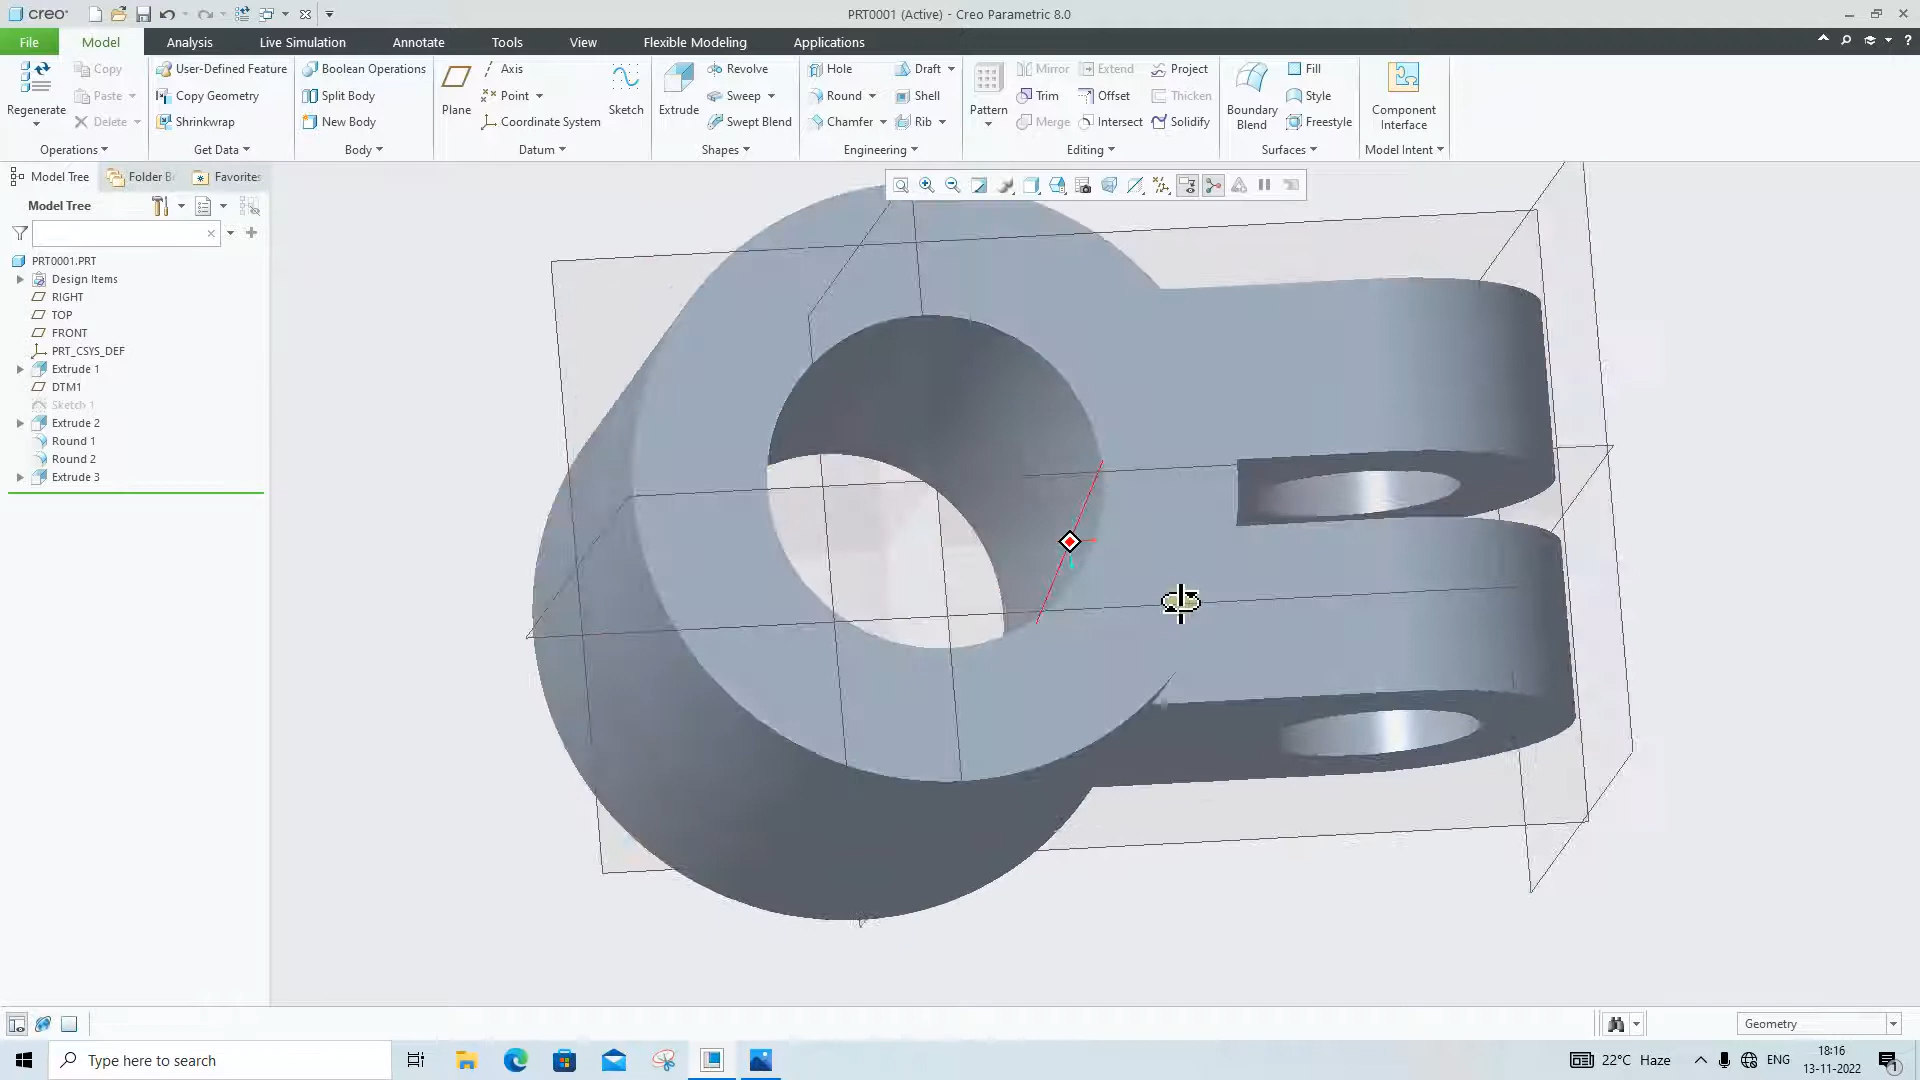 creo
PRT0001 (Active) - Creo Parametric 8.0
File Model Analysis Live Simulation Annotate Tools View Flexible Modeling Applications
Regenerate
Copy
Paste
Delete
Operations
User-Defined Feature
Copy Geometry
Shrinkwrap
Get Data
Boolean Operations
Split Body
New Body
Body
Plane
Axis
Point
Coordinate System
Sketch
Datum
Extrude
Revolve
Sweep
Swept Blend
Shapes
Hole
Round
Chamfer
Draft
Shell
Rib
Engineering
Pattern
Mirror
Trim
Merge
Extend
Offset
Intersect
Project
Thicken
Solidify
Editing
Boundary
Blend
Fill
Style
Freestyle
Surfaces
Component
Interface
Model Intent
Model Tree Folder B Favorites
Model Tree
PRT0001.PRT
Design Items
RIGHT
TOP
FRONT
PRT_CSYS_DEF
Extrude 1
DTM1
Sketch 1
Extrude 2
Round 1
Round 2
Extrude 3
Geometry
Type here to search
22°C Haze
ENG
18:16
13-11-2022
1